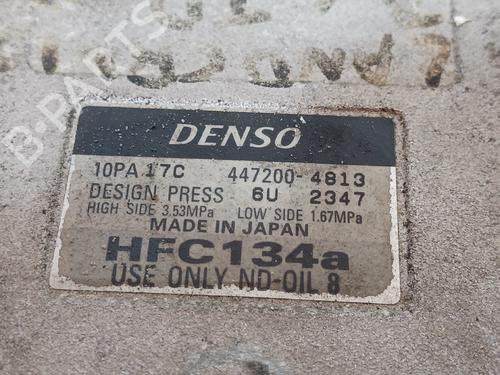 DENSO
10PA 17C 447200-4813
DESIGN PRESS 6U 2347
HIGH SIDE 3.53MPa LOW SIDE 1.67MPa
MADE IN JAPAN
HFC134a
USE ONLY ND-OIL 8
B-PARTS